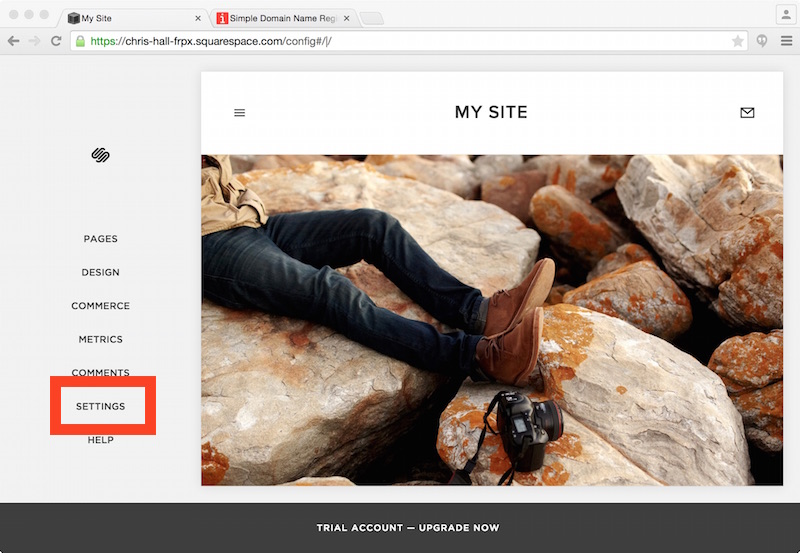 My Site
Simple Domain Name Reg
https://chris-hall-frpx.squarespace.com/config#/|/
MY SITE
PAGES
DESIGN
COMMERCE
METRICS
COMMENTS
SETTINGS
HELP
TRIAL ACCOUNT — UPGRADE NOW